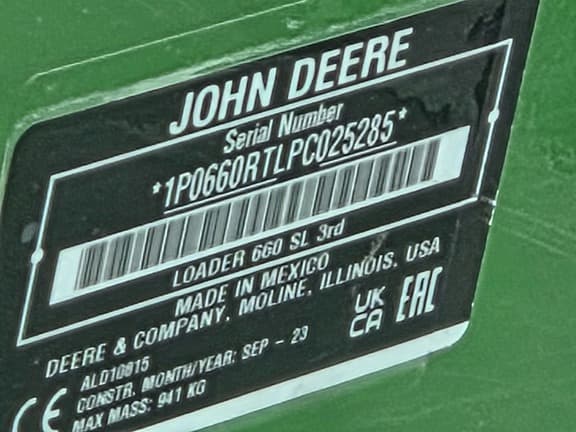 JOHN DEERE
Serial Number
*1P0660RTLPC025285*
LOADER 660 SL 3rd
MADE IN MEXICO
DEERE & COMPANY, MOLINE, ILLINOIS, USA
ALD10815
CONSTR. MONTH/YEAR: SEP - 23
MAX MASS: 941 KG
CE
UK
CA
EAC